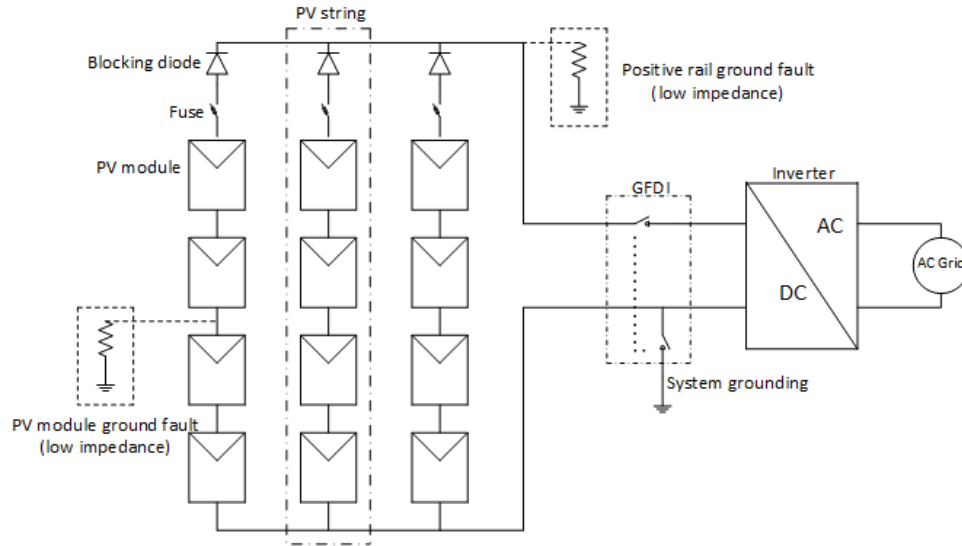 PV string
Blocking diode
Positive rail ground fault
(low impedance)
Fuse
PV module
GFDI
Inverter
AC
AC Grid
DC
System grounding
PV module ground fault
(low impedance)